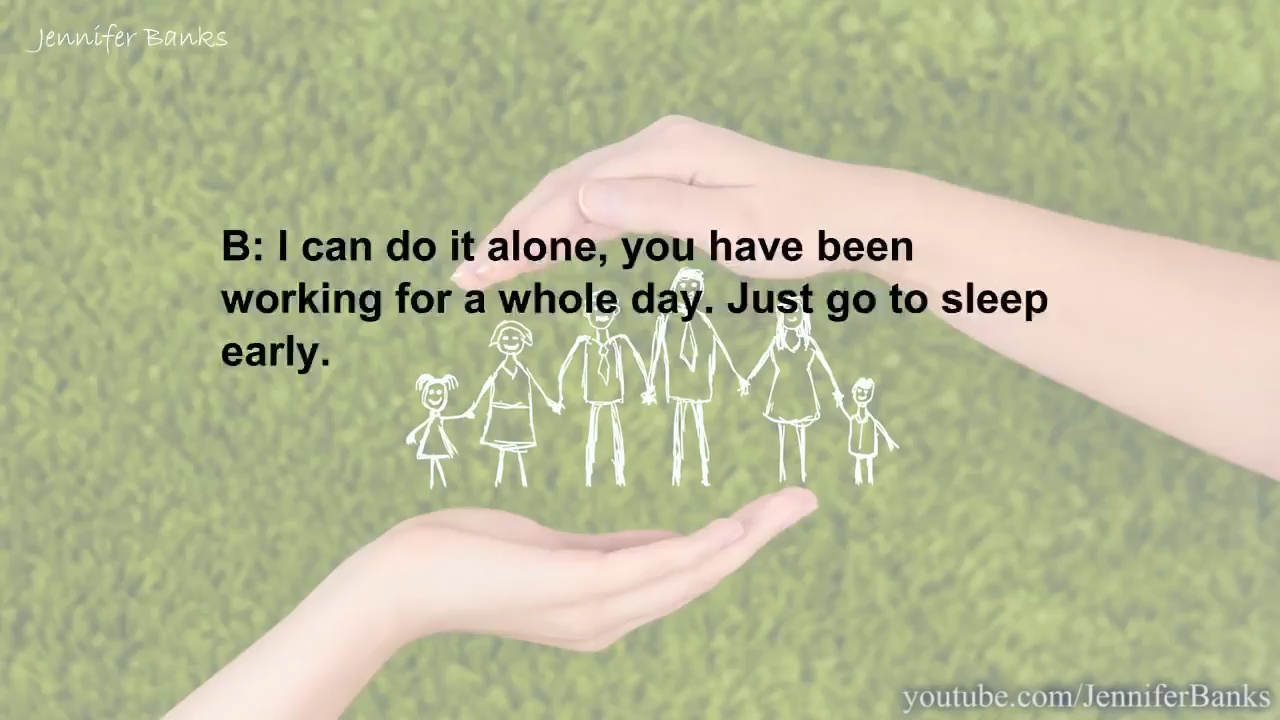 Jennifer Banks
B: I can do it alone, you have been
working for a whole day. Just go to sleep
early.
youtube.com/JenniferBanks